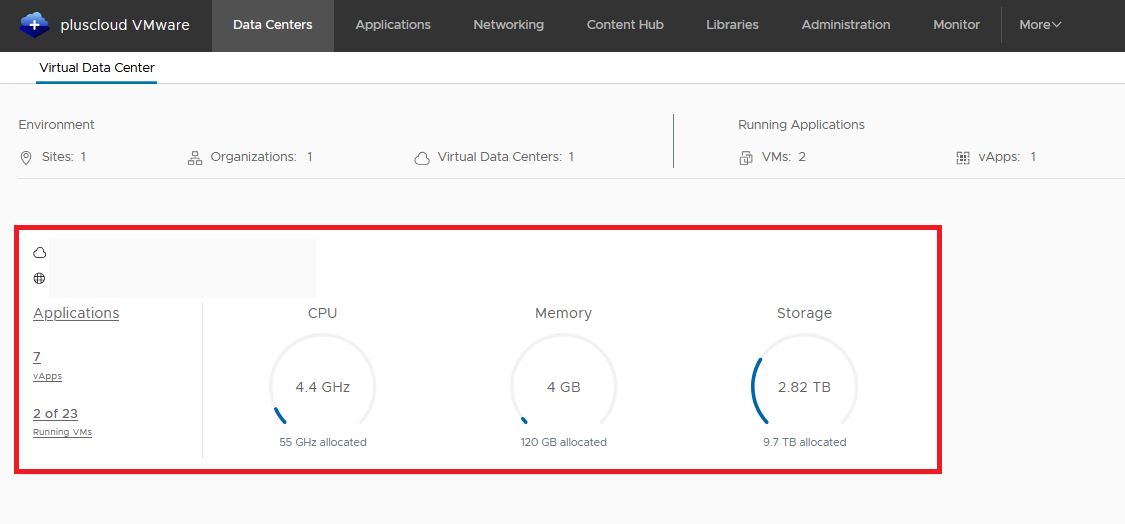 pluscloud VMware Data Centers Applications Networking Content Hub Libraries Administration Monitor More
Virtual Data Center
Environment Running Applications
Sites: 1 Organizations: 1 Virtual Data Centers: 1 VMs: 2 vApps: 1
Applications CPU Memory Storage
7
vApps
4.4 GHz 4 GB 2.82 TB
2 of 23
Running VMs
55 GHz allocated 120 GB allocated 9.7 TB allocated